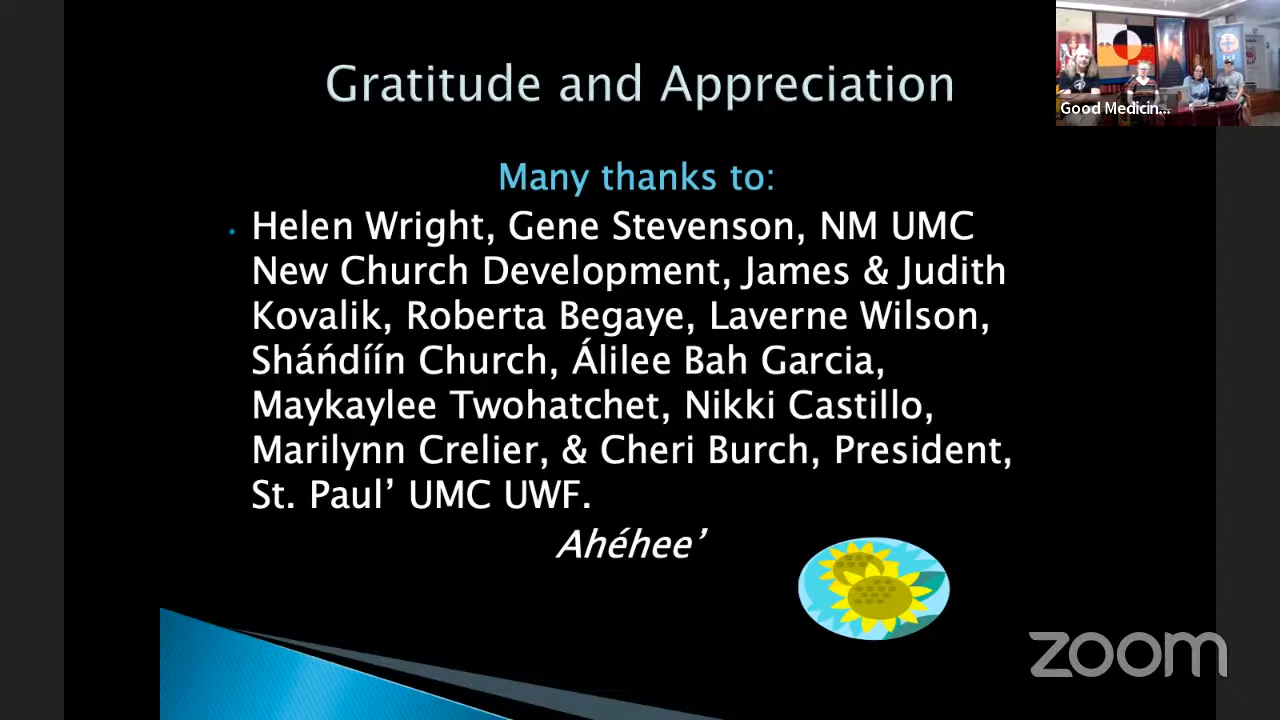 Gratitude and Appreciation
Good Medicin...
Many thanks to:
Helen Wright, Gene Stevenson, NM UMC
New Church Development, James & Judith
Kovalik, Roberta Begaye, Laverne Wilson,
Sháńdíín Church, Álilee Bah Garcia,
Maykaylee Twohatchet, Nikki Castillo,
Marilynn Crelier, & Cheri Burch, President,
St. Paul’ UMC UWF.
Ahéhee’
zoom